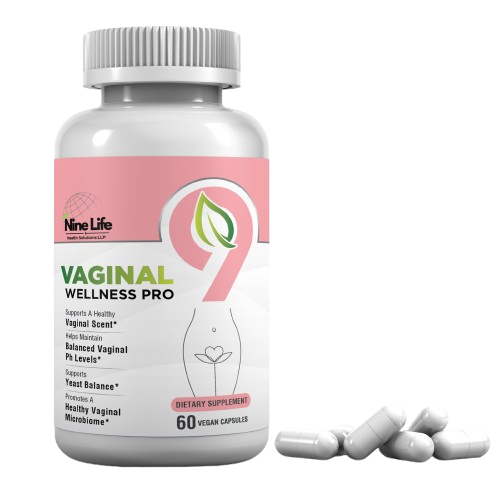 Nine Life
Health Solutions LLP
9
VAGINAL
WELLNESS PRO
Supports A Healthy
Vaginal Scent*
Helps Maintain
Balanced Vaginal
Ph Levels*
Supports
Yeast Balance*
Promotes A
Healthy Vaginal
Microbiome*
DIETARY SUPPLEMENT
60 VEGAN CAPSULES